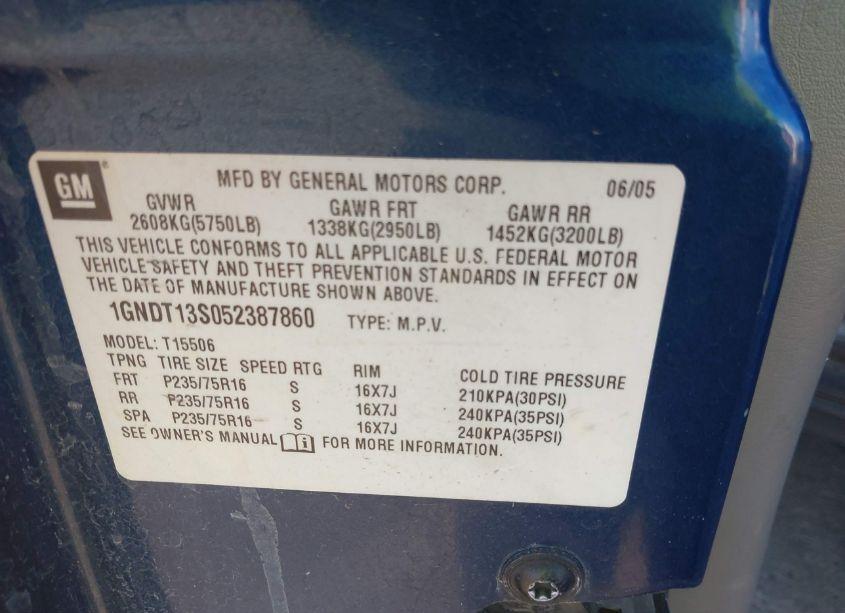 GM® MFD BY GENERAL MOTORS CORP. 06/05
GVWR GAWR FRT GAWR RR
2608KG(5750LB) 1338KG(2950LB) 1452KG(3200LB)
THIS VEHICLE CONFORMS TO ALL APPLICABLE U.S. FEDERAL MOTOR
VEHICLE SAFETY AND THEFT PREVENTION STANDARDS IN EFFECT ON
THE DATE OF MANUFACTURE SHOWN ABOVE.
1GNDT13S052387860 TYPE: M.P.V.
MODEL: T15506
TPNG TIRE SIZE SPEED RTG RIM COLD TIRE PRESSURE
FRT P235/75R16 S 16X7J 210KPA(30PSI)
RR P235/75R16 S 16X7J 240KPA(35PSI)
SPA P235/75R16 S 16X7J 240KPA(35PSI)
SEE OWNER'S MANUAL FOR MORE INFORMATION.